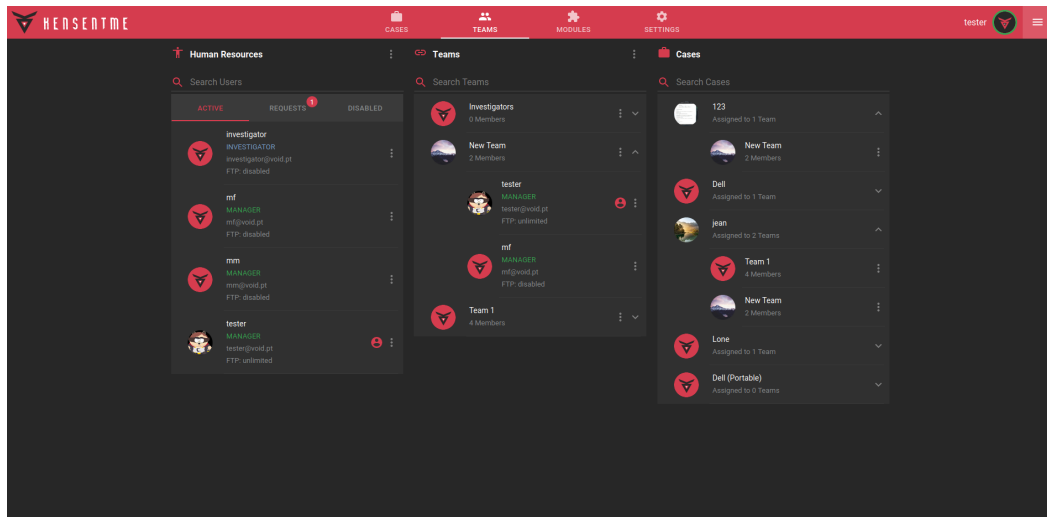 HENSENTME
CASES
TEAMS
MODULES
SETTINGS
tester
Human Resources
Search Users
ACTIVE
REQUESTS
1
DISABLED
investigator
INVESTIGATOR
investigator@void.pt
FTP: disabled
mf
MANAGER
mf@void.pt
FTP: disabled
mm
MANAGER
mm@void.pt
FTP: disabled
tester
MANAGER
tester@void.pt
FTP: unlimited
Teams
Search Teams
Investigators
0 Members
New Team
2 Members
tester
MANAGER
tester@void.pt
FTP: unlimited
mf
MANAGER
mf@void.pt
FTP: disabled
Team 1
4 Members
Cases
Search Cases
123
Assigned to 1 Team
New Team
2 Members
Dell
Assigned to 1 Team
jean
Assigned to 2 Teams
Team 1
4 Members
New Team
2 Members
Lone
Assigned to 1 Team
Dell (Portable)
Assigned to 0 Teams